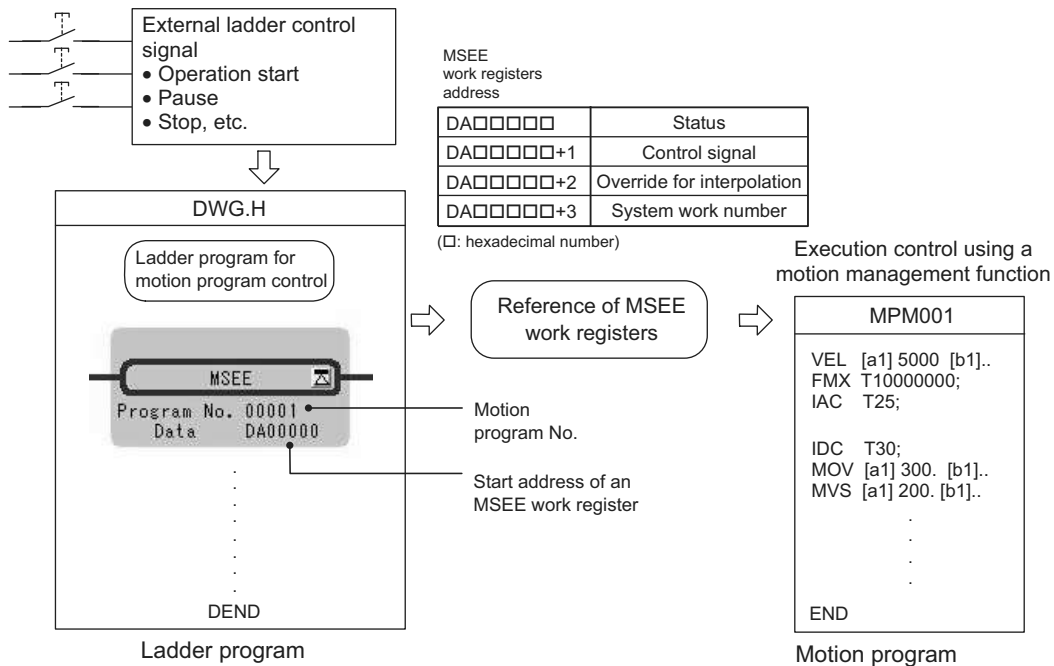 External ladder control
signal
• Operation start
• Pause
• Stop, etc.
MSEE
work registers
address
DA□□□□□ Status
DA□□□□□+1 Control signal
DA□□□□□+2 Override for interpolation
DA□□□□□+3 System work number
(□: hexadecimal number)
DWG.H
Ladder program for
motion program control
MSEE
Program No. 00001
Data DA00000
Motion
program No.
Start address of an
MSEE work register
.
.
.
.
.
.
.
DEND
Ladder program
Reference of MSEE
work registers
Execution control using a
motion management function
MPM001
VEL [a1] 5000 [b1]..
FMX T10000000;
IAC T25;
IDC T30;
MOV [a1] 300. [b1]..
MVS [a1] 200. [b1]..
.
.
.
.
END
Motion program